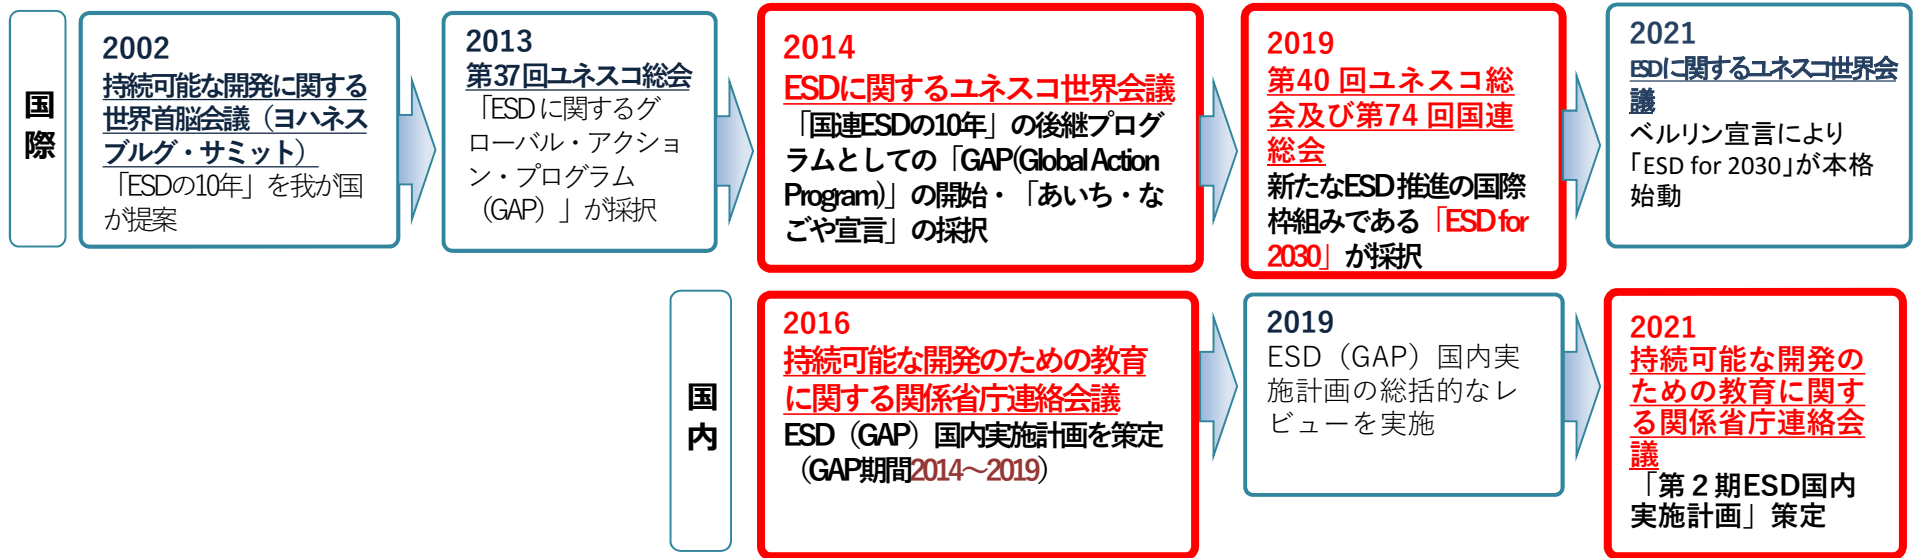 国
際
2002
持続可能な開発に関する
世界首脳会議（ヨハネス
ブルグ・サミット）
「ESDの10年」を我が国
が提案
2013
第37回ユネスコ総会
「ESD に関するグ
ローバル・アクショ
ン・プログラム
（GAP）」が採択
2014
ESDに関するユネスコ世界会議
「国連ESDの10年」の後継プログ
ラムとしての「GAP(Global Action
Program)」の開始・「あいち・な
ごや宣言」の採択
2019
第40 回ユネスコ総
会及び第74 回国連
総会
新たなESD 推進の国際
枠組みである「ESD for
2030」が採択
2021
ESDに関するユネスコ世界会
議
ベルリン宣言により
「ESD for 2030」が本格
始動
国
内
2016
持続可能な開発のための教育
に関する関係省庁連絡会議
ESD（GAP）国内実施計画を策定
（GAP期間2014～2019）
2019
ESD（GAP）国内実
施計画の総括的なレ
ビューを実施
2021
持続可能な開発の
ための教育に関す
る関係省庁連絡会
議
「第２期ESD国内
実施計画」策定